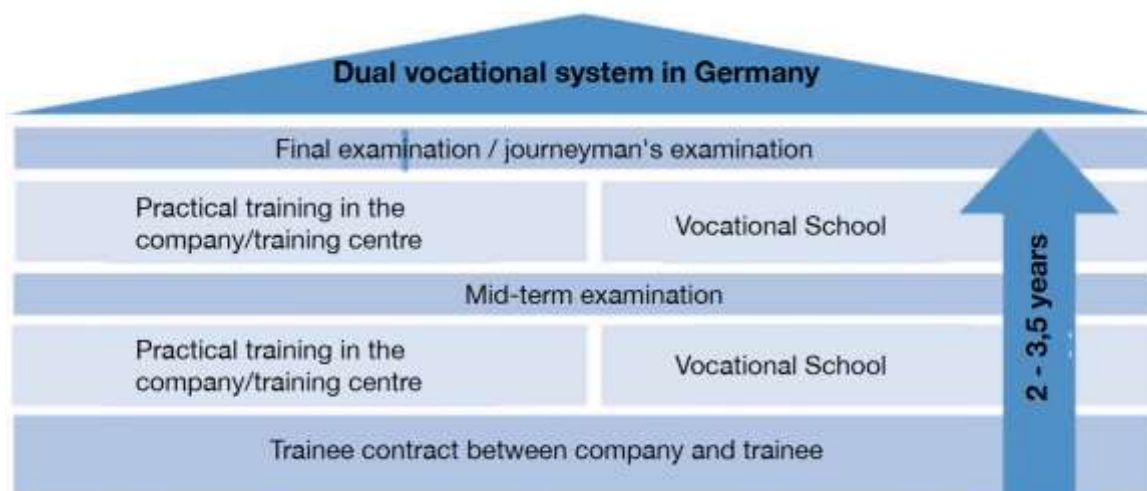 Dual vocational system in Germany
Final examination / journeyman's examination
Practical training in the
company/training centre
Vocational School
Mid-term examination
Practical training in the
company/training centre
Vocational School
Trainee contract between company and trainee
2 - 3,5 years